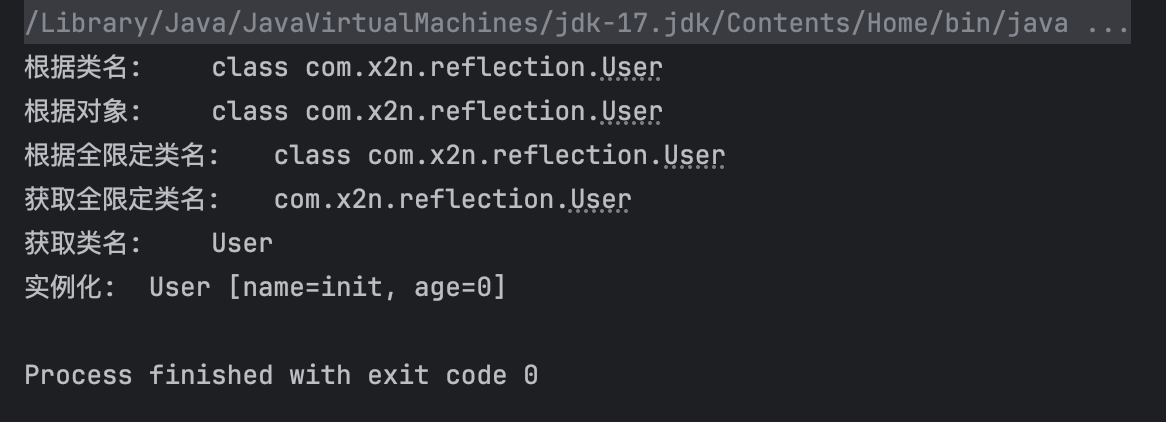 /Library/Java/JavaVirtualMachines/jdk-17.jdk/Contents/Home/bin/java ...
根据类名:    class com.x2n.reflection.User
根据对象:    class com.x2n.reflection.User
根据全限定类名:   class com.x2n.reflection.User
获取全限定类名:   com.x2n.reflection.User
获取类名:    User
实例化:  User [name=init, age=0]
Process finished with exit code 0